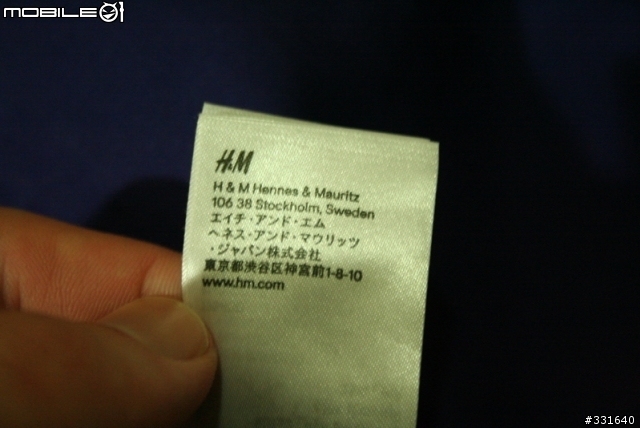 MOBILE01
H&M
H & M Hennes & Mauritz
106 38 Stockholm, Sweden
エイチ・アンド・エム
ヘネス・アンド・マウリッツ
・ジャパン株式会社
東京都渋谷区神宮前1-8-10
www.hm.com
#331640